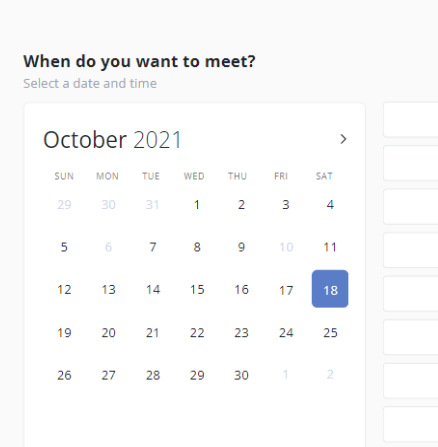 When do you want to meet?
Select a date and time
October 2021 >
SUN MON TUE WED THU FRI SAT
29 30 31 1 2 3 4
5 6 7 8 9 10 11
12 13 14 15 16 17 18
19 20 21 22 23 24 25
26 27 28 29 30 1 2